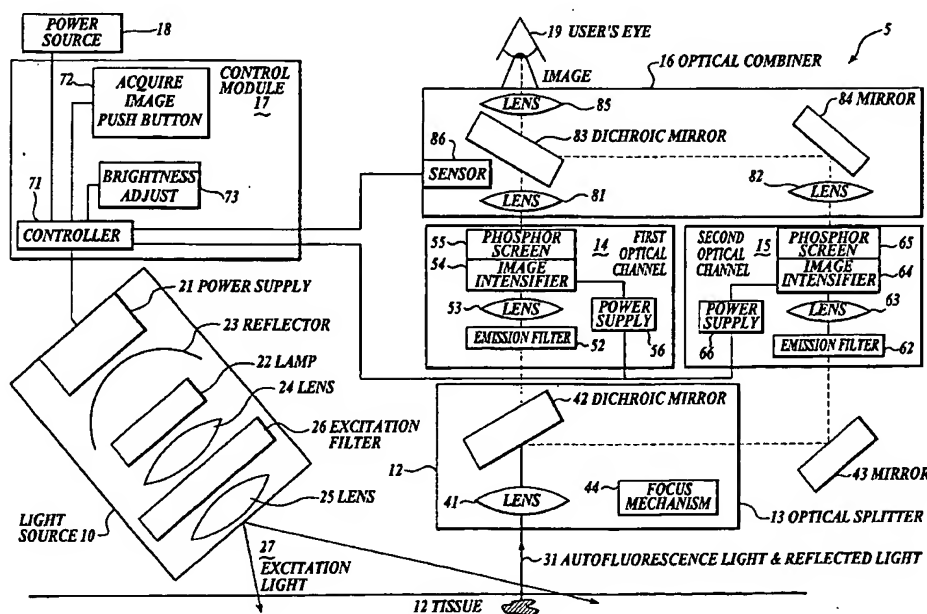 POWER SOURCE
18
19 USER'S EYE
5
IMAGE
16 OPTICAL COMBINER
CONTROL MODULE 17
72
ACQUIRE IMAGE PUSH BUTTON
LENS
85
84 MIRROR
83 DICHROIC MIRROR
86
SENSOR
71
BRIGHTNESS ADJUST
73
LENS
81
82
LENS
CONTROLLER
55
PHOSPHOR SCREEN
14
FIRST OPTICAL CHANNEL
SECOND OPTICAL CHANNEL
15
PHOSPHOR SCREEN
65
54
IMAGE INTENSIFIER
IMAGE INTENSIFIER
64
21 POWER SUPPLY
53
LENS
POWER SUPPLY
56
POWER SUPPLY
66
LENS
63
23 REFLECTOR
EMISSION FILTER
52
EMISSION FILTER
62
22 LAMP
24 LENS
42 DICHROIC MIRROR
26 EXCITATION FILTER
12
25 LENS
41
LENS
44
FOCUS MECHANISM
43 MIRROR
LIGHT SOURCE 10
13 OPTICAL SPLITTER
27 EXCITATION LIGHT
31 AUTOFLUORESCENCE LIGHT & REFLECTED LIGHT
12 TISSUE